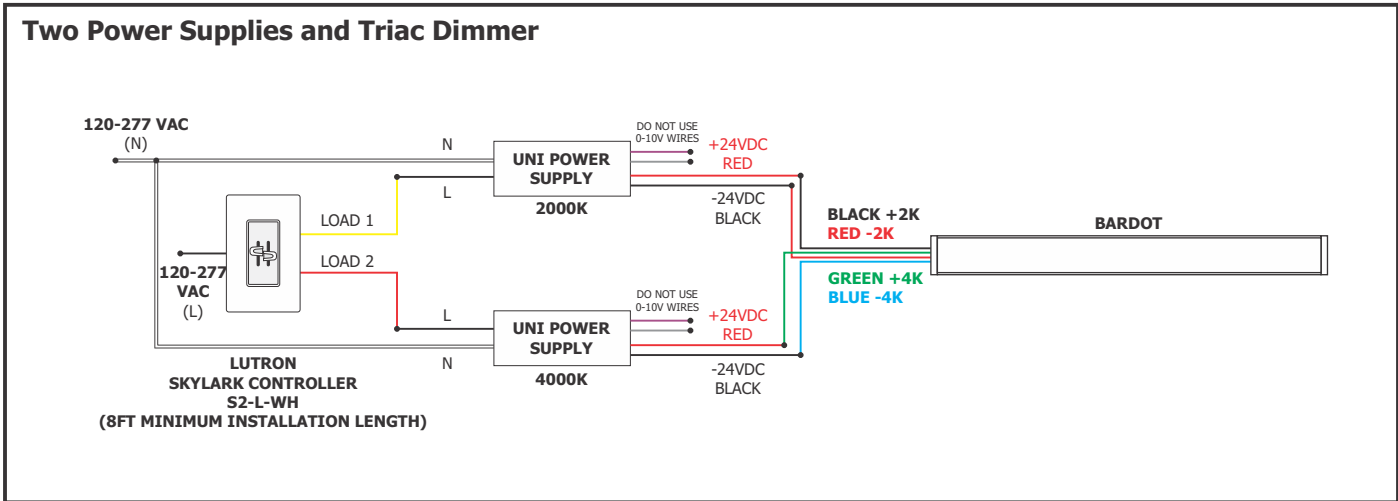 Two Power Supplies and Triac Dimmer
120-277 VAC
(N)
120-277
VAC
(L)
LOAD 1
LOAD 2
LUTRON
SKYLARK CONTROLLER
S2-L-WH
(8FT MINIMUM INSTALLATION LENGTH)
N
L
UNI POWER
SUPPLY
2000K
DO NOT USE
0-10V WIRES
+24VDC
RED
-24VDC
BLACK
L
N
UNI POWER
SUPPLY
4000K
DO NOT USE
0-10V WIRES
+24VDC
RED
-24VDC
BLACK
BLACK +2K
RED -2K
GREEN +4K
BLUE -4K
BARDOT